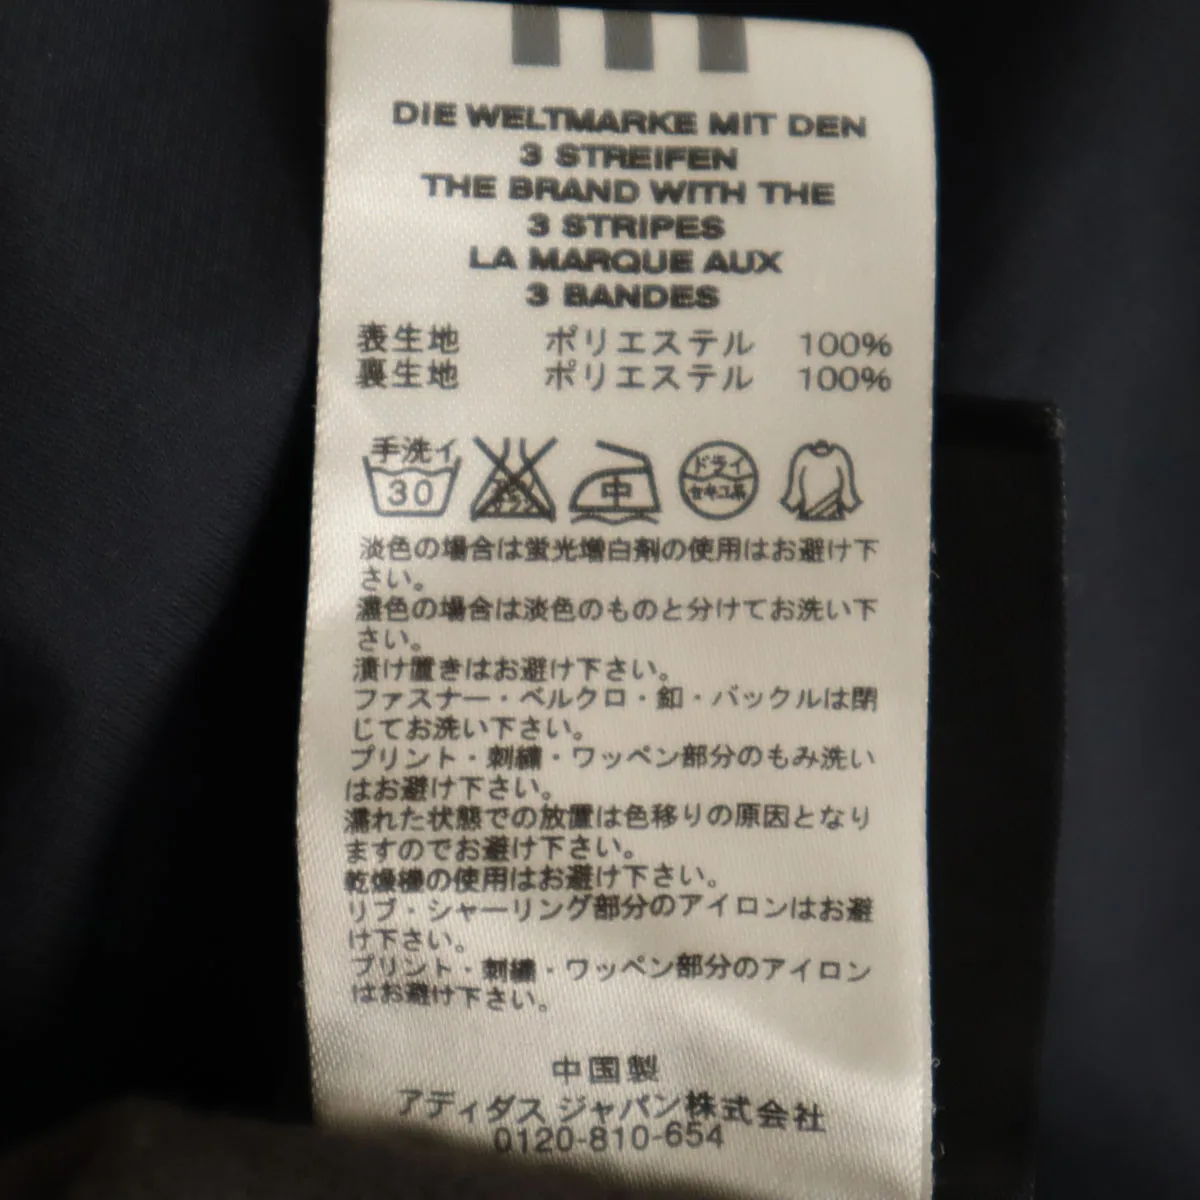 DIE WELTMARKE MIT DEN
3 STREIFEN
THE BRAND WITH THE
3 STRIPES
LA MARQUE AUX
3 BANDES
表生地 ポリエステル 100%
裏生地 ポリエステル 100%
手洗イ
30 中 ドライ
セキユ系
淡色の場合は蛍光増白剤の使用はお避け下
さい。
濃色の場合は淡色のものと分けてお洗い下
さい。
漬け置きはお避け下さい。
ファスナー・ベルクロ・釦・バックルは閉
じてお洗い下さい。
プリント・刺繍・ワッペン部分のもみ洗い
はお避け下さい。
濡れた状態での放置は色移りの原因となり
ますのでお避け下さい。
乾燥機の使用はお避け下さい。
リブ・シャーリング部分のアイロンはお避
け下さい。
プリント・刺繍・ワッペン部分のアイロン
はお避け下さい。
中国製
アディダス ジャパン株式会社
0120-810-654